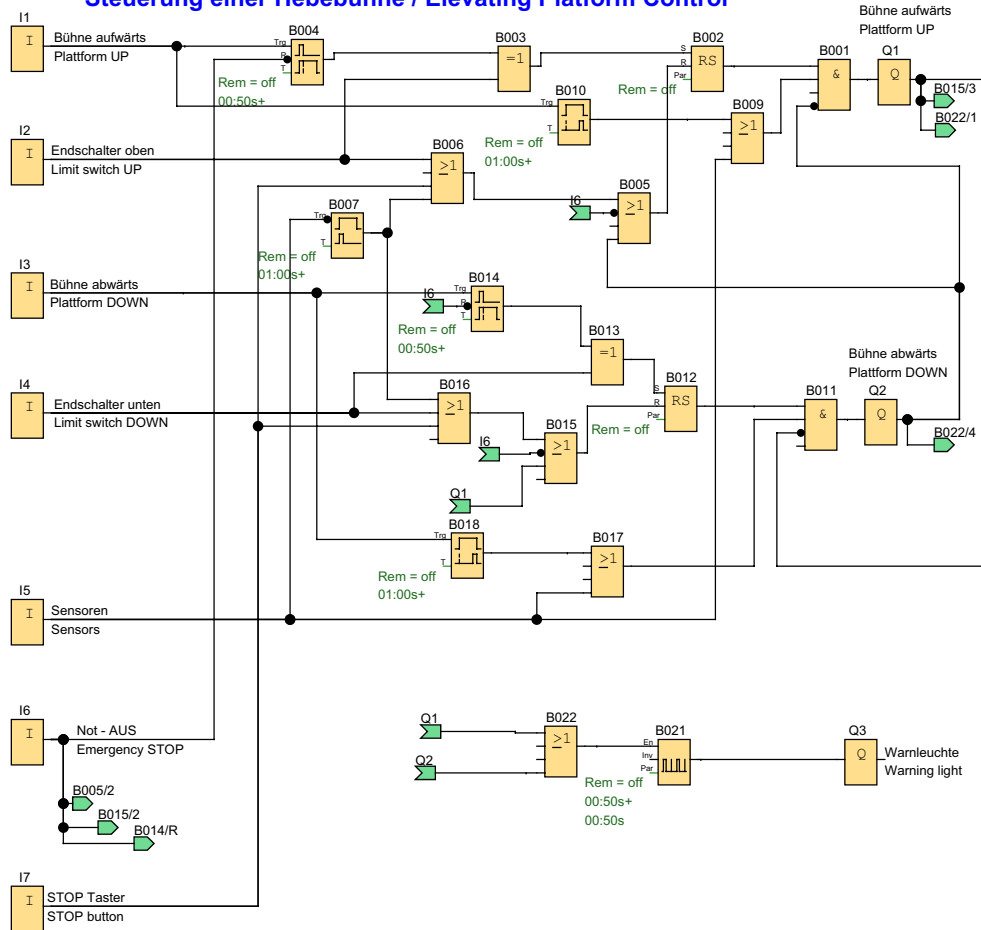 Steuerung einer Hebebühne / Elevating Platform Control
I1
I
Bühne aufwärts
Plattform UP
B004
Trg
R
T
Rem = off
00:50s+
B003
=1
B002
S
R
Par
RS
Rem = off
B001
&
Bühne aufwärts
Plattform UP
Q1
Q
B015/3
B022/1
B010
Trg
T
Rem = off
01:00s+
B009
>1
I2
I
Endschalter oben
Limit switch UP
B006
>1
B005
>1
I6
B007
Trg
T
Rem = off
01:00s+
I3
I
Bühne abwärts
Plattform DOWN
B014
I6
Trg
R
T
Rem = off
00:50s+
B013
=1
I4
I
Endschalter unten
Limit switch DOWN
B016
>1
B012
S
R
Par
RS
Rem = off
B011
&
Bühne abwärts
Plattform DOWN
Q2
Q
B022/4
B015
>1
I6
Q1
B018
Trg
T
Rem = off
01:00s+
B017
>1
I5
I
Sensoren
Sensors
I6
I
Not - AUS
Emergency STOP
B005/2
B015/2
B014/R
Q1
Q2
B022
>1
B021
En
Inv
Par
Rem = off
00:50s+
00:50s
Q3
Q
Warnleuchte
Warning light
I7
I
STOP Taster
STOP button